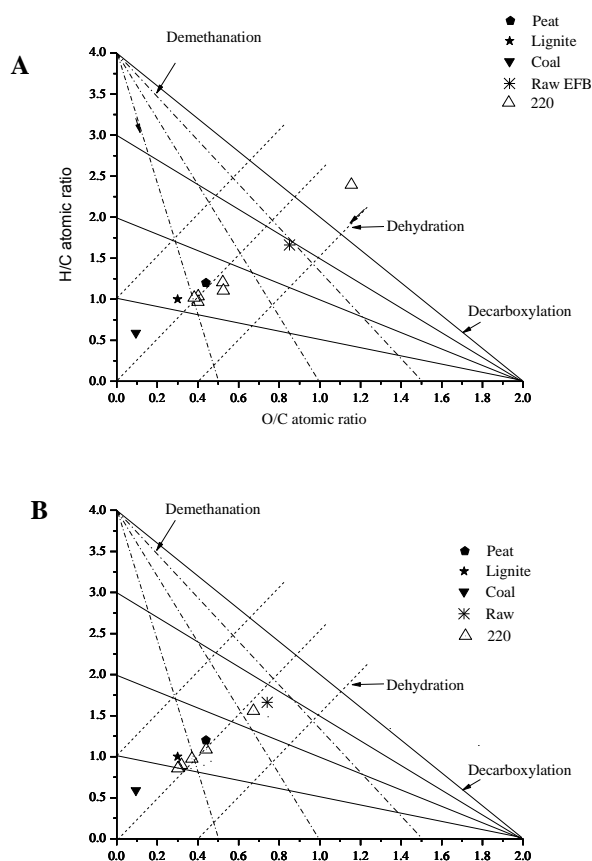 A
Peat
Lignite
Coal
Raw EFB
220
Demethanation
Dehydration
Decarboxylation
4.0
3.5
3.0
2.5
2.0
1.5
1.0
0.5
0.0
H/C atomic ratio
0.0 0.2 0.4 0.6 0.8 1.0 1.2 1.4 1.6 1.8 2.0
O/C atomic ratio
B
Peat
Lignite
Coal
Raw
220
Demethanation
Dehydration
Decarboxylation
4.0
3.5
3.0
2.5
2.0
1.5
1.0
0.5
0.0
0.0 0.2 0.4 0.6 0.8 1.0 1.2 1.4 1.6 1.8 2.0